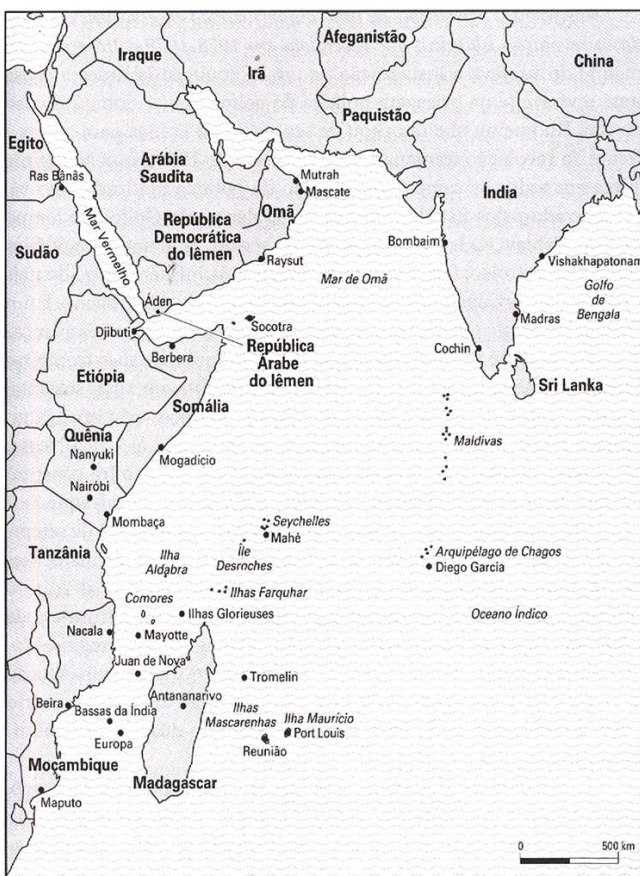 Afeganistão
China
Iraque
Irã
Paquistão
Egito
Arábia
Saudita
Ras Bânâs
Mutrah
Mascate
Omã
Índia
Mar Vermelho
República
Democrática
do Iêmen
Sudão
Bombaim
Raysut
Mar de Omã
Vishakhapatonam
Golfo
de
Bengala
Áden
Socotra
Djibuti
Madras
República
Árabe
do Iêmen
Berbera
Cochin
Etiópia
Sri Lanka
Somália
Quênia
Maldivas
Nanyuki
Mogadício
Nairóbi
Mombaça
Seychelles
Mahé
Tanzânia
Ilha
Aldabra
Île
Desroches
Arquipélago de Chagos
Diego Garcia
Ilhas Farquhar
Comores
Ilhas Glorieuses
Oceano Índico
Nacala
Mayotte
Juan de Nova
Tromelin
Antananarivo
Beira
Bassas da Índia
Ilhas
Mascarenhas
Ilha Maurício
Port Louis
Europa
Reunião
Moçambique
Madagascar
Maputo
0 500 km